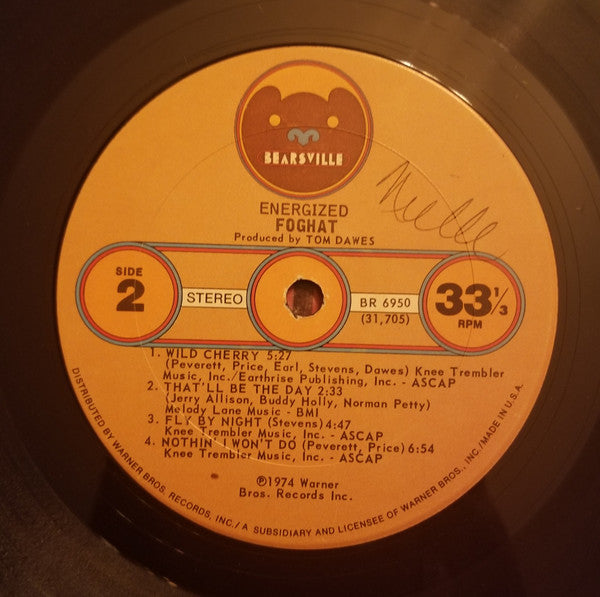 BEARSVILLE
ENERGIZED
FOGHAT
Produced by TOM DAWES
SIDE
2
STEREO
BR 6950
(31,705)
33 1/3
RPM
1. WILD CHERRY 5:27
(Peverett, Price, Earl, Stevens, Dawes) Knee Trembler
Music, Inc./Earthrise Publishing, Inc. - ASCAP
2. THAT'LL BE THE DAY 2:33
(Jerry Allison, Buddy Holly, Norman Petty)
Melody Lane Music - BMI
3. FLY BY NIGHT (Stevens) 4:47
Knee Trembler Music, Inc. - ASCAP
4. NOTHIN' I WON'T DO (Peverett, Price) 6:54
Knee Trembler Music, Inc. - ASCAP
℗1974 Warner
Bros. Records Inc.
DISTRIBUTED BY WARNER BROS. RECORDS, INC./A SUBSIDIARY AND LICENSEE OF WARNER BROS., INC./MADE IN U.S.A.